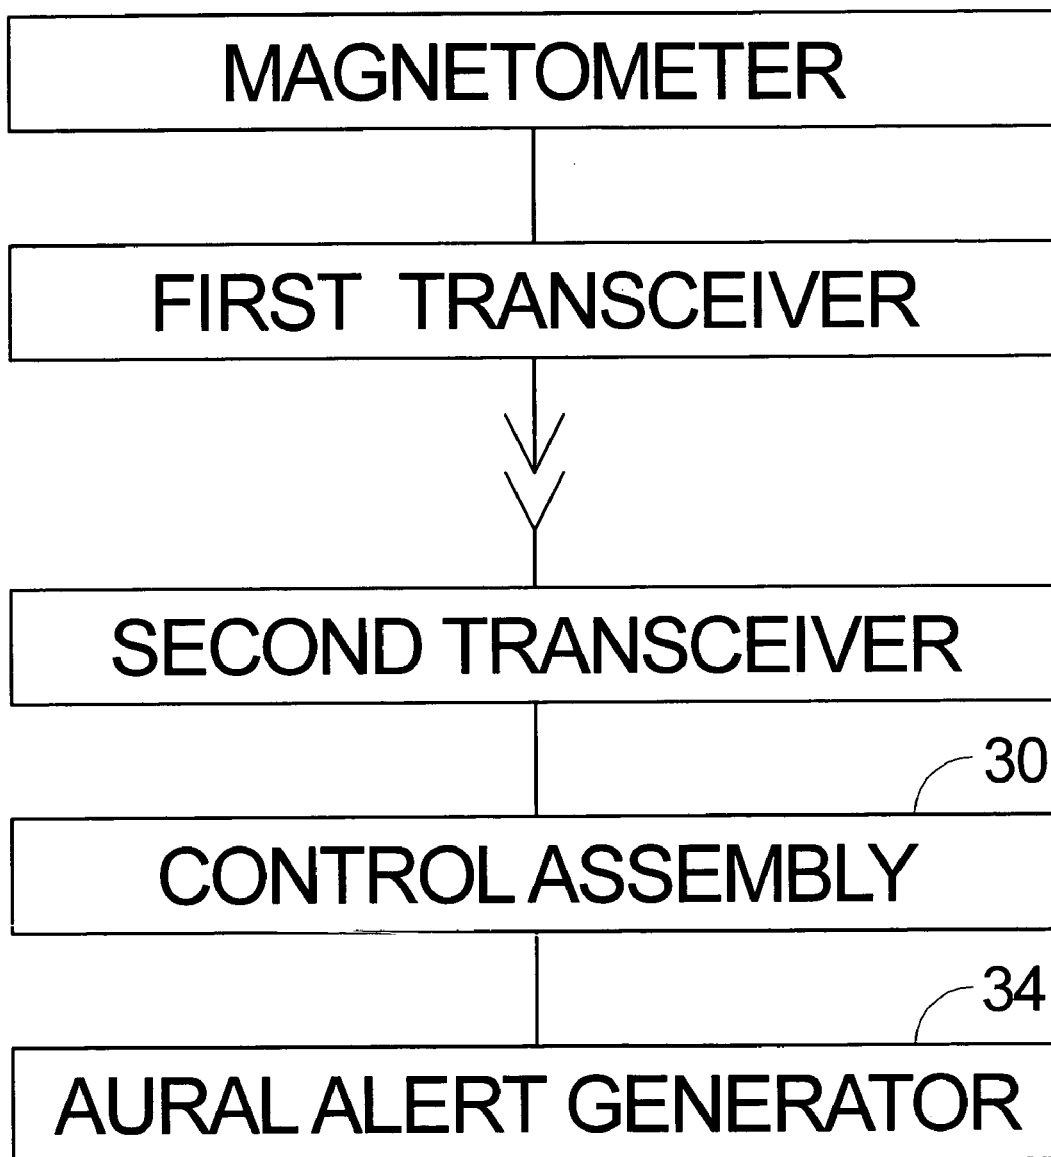 MAGNETOMETER
FIRST TRANSCEIVER
SECOND TRANSCEIVER
30
CONTROL ASSEMBLY
34
AURAL ALERT GENERATOR